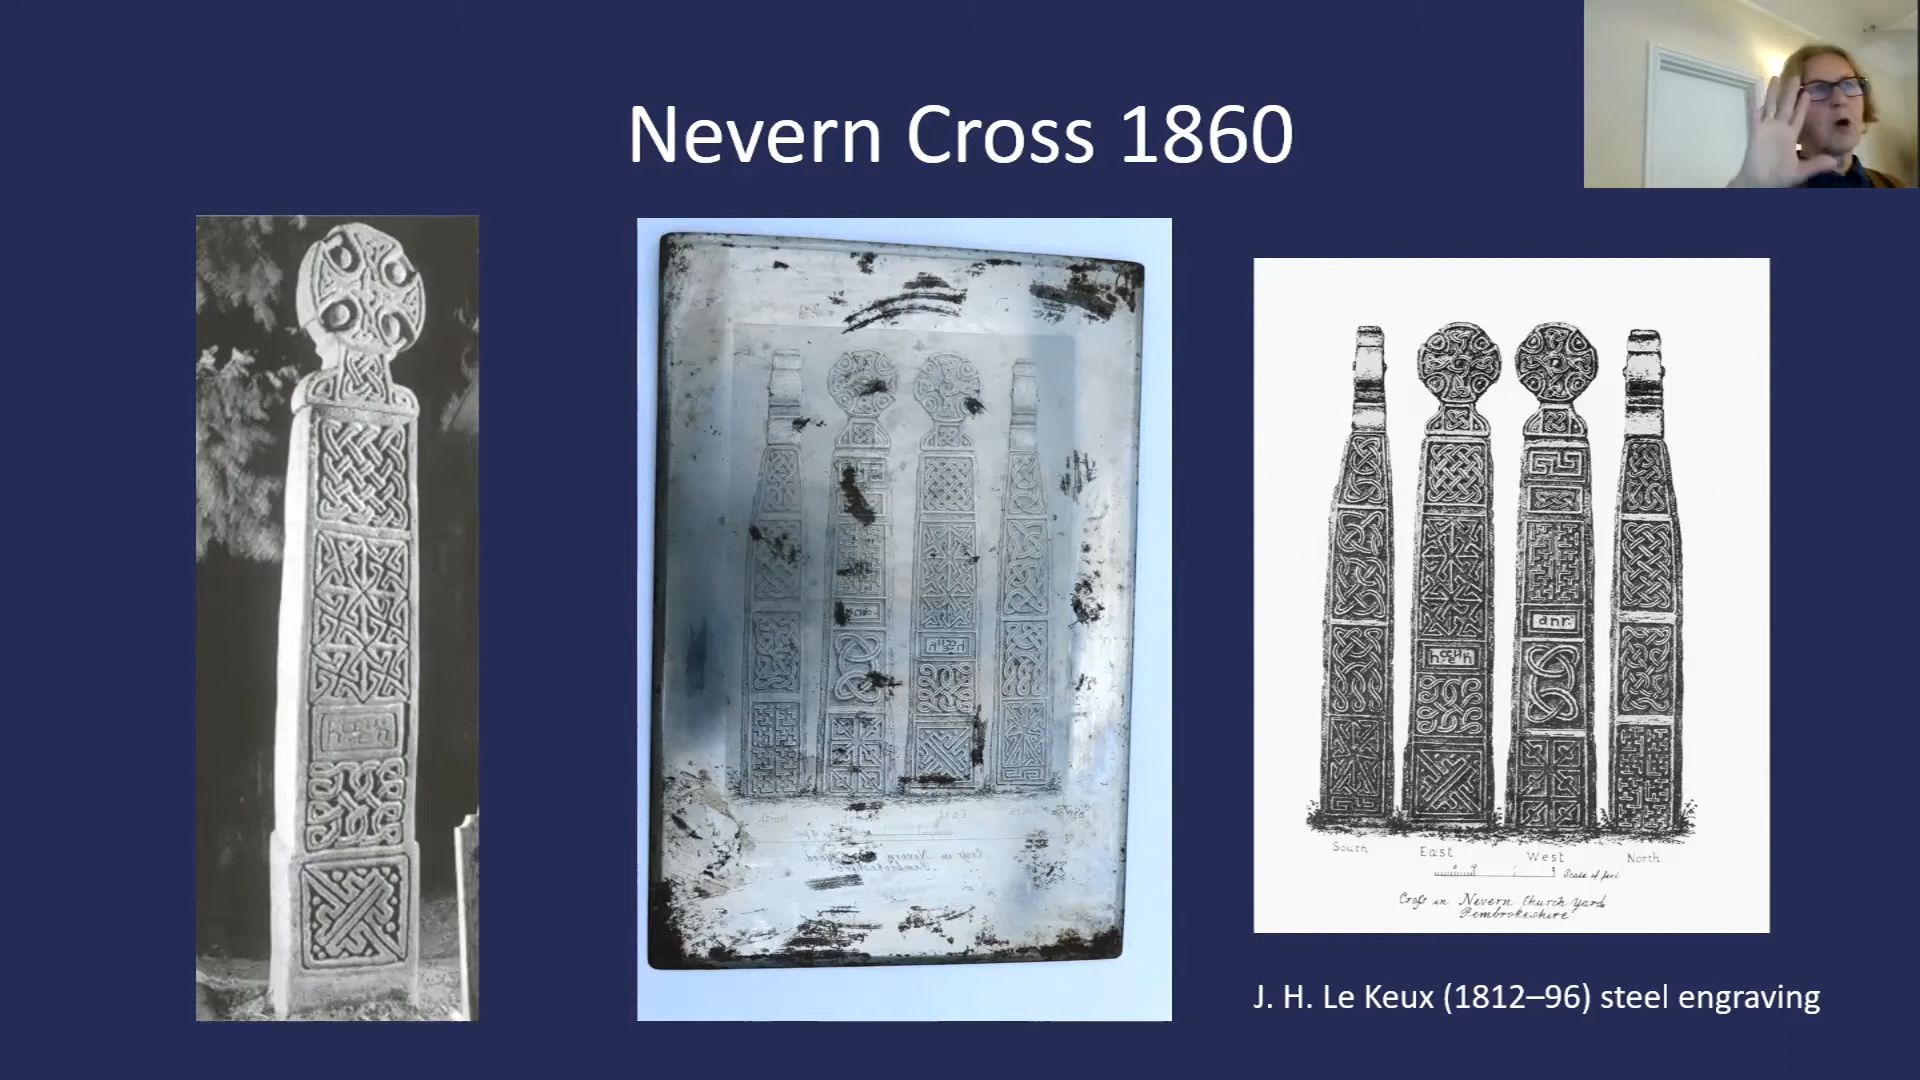 Nevern Cross 1860
dnr.
South East West North
Scale of feet
Croſs in Nevern Church Yard
Pembrokeshire
J. H. Le Keux (1812–96) steel engraving